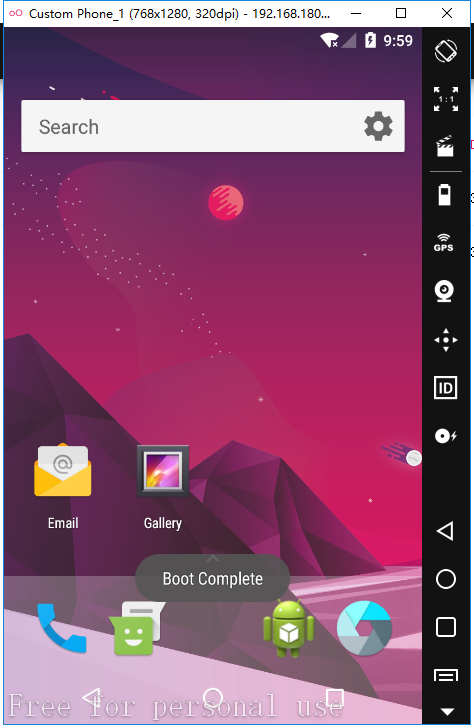 Custom Phone_1 (768x1280, 320dpi) - 192.168.180...
9:59
Search
1:1
GPS
ID
Email
Gallery
Boot Complete
Free for personal use